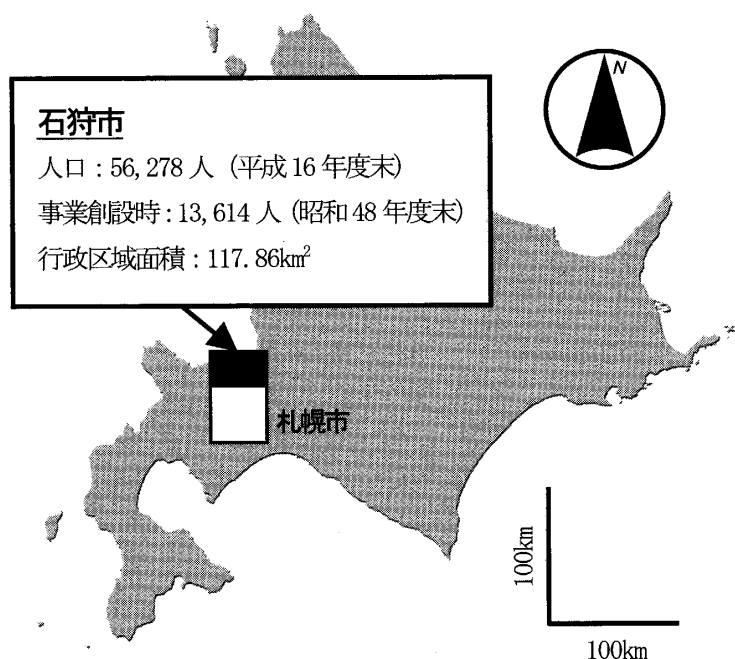 石狩市
人口：56,278人（平成16年度末）
事業創設時：13,614人（昭和48年度末）
行政区域面積：117.86km²
N
札幌市
100km
100km